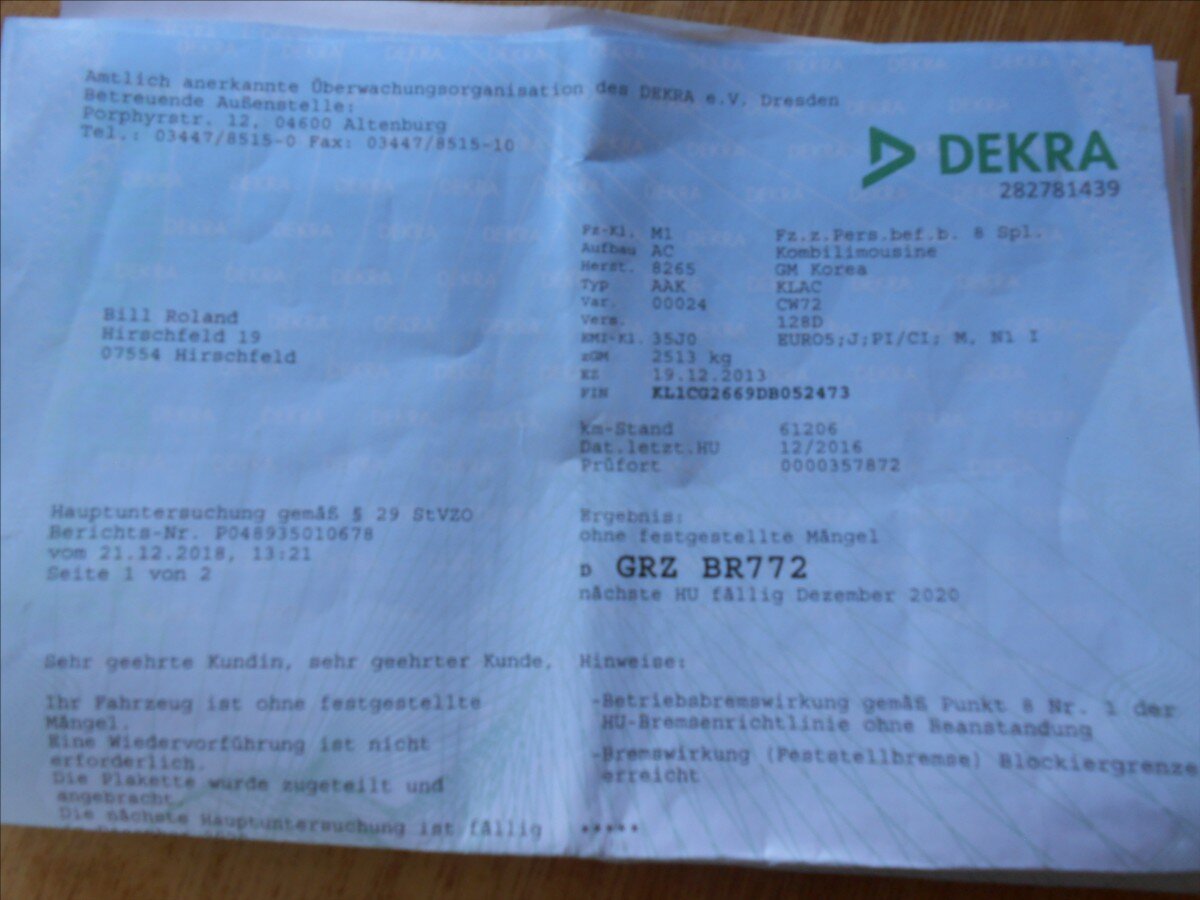 Amtlich anerkannte Überwachungsorganisation des DEKRA e.V. Dresden
Betreuende Außenstelle:
Porphyrstr. 12, 04600 Altenburg
Tel.: 03447/8515-0 Fax: 03447/8515-10
DEKRA
282781439
Fz-Kl. M1 Fz.z.Pers.bef.b. 8 Spl.
Aufbau AC Kombilimousine
Herst. 8265 GM Korea
Typ AAK KLAC
Var. 00024 CW72
Vers. 128D
EMI-Kl. 35J0 EURO5;J;PI/CI; M, N1 I
zGM 2513 kg
EZ 19.12.2013
FIN KL1CG2669DB052473
Bill Roland
Hirschfeld 19
07554 Hirschfeld
km-Stand 61206
Dat.letzt.HU 12/2016
Prüfort 0000357872
Hauptuntersuchung gemäß § 29 StVZO
Berichts-Nr. P048935010678
vom 21.12.2018, 13:21
Seite 1 von 2
Ergebnis:
ohne festgestellte Mängel
D GRZ BR772
nächste HU fällig Dezember 2020
Sehr geehrte Kundin, sehr geehrter Kunde,
Ihr Fahrzeug ist ohne festgestellte
Mängel.
Eine Wiedervorführung ist nicht
erforderlich.
Die Plakette wurde zugeteilt und
angebracht.
Die nächste Hauptuntersuchung ist fällig
Hinweise:
-Betriebsbremswirkung gemäß Punkt 8 Nr. 1 der
HU-Bremsenrichtlinie ohne Beanstandung
-Bremswirkung (Feststellbremse) Blockiergrenze
erreicht
*****